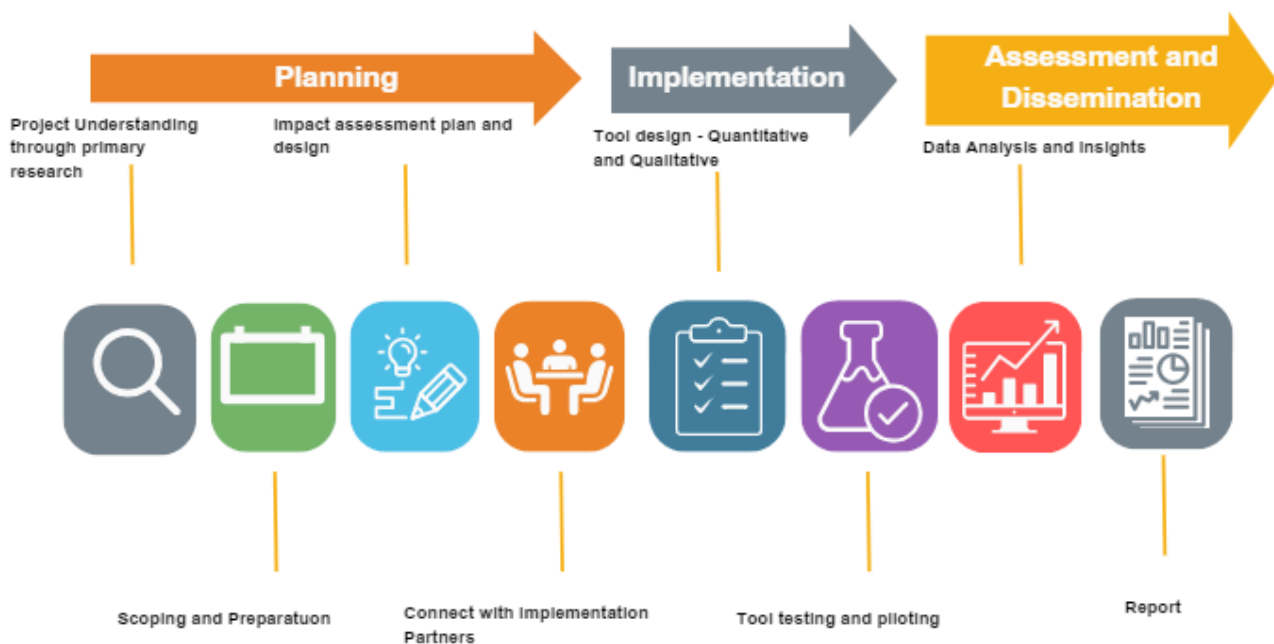 Planning
Implementation
Assessment and
Dissemination
Project Understanding
through primary
research
Impact assessment plan and
design
Tool design - Quantitative
and Qualitative
Data Analysis and Insights
Scoping and Preparatuon
Connect with Implementation
Partners
Tool testing and piloting
Report